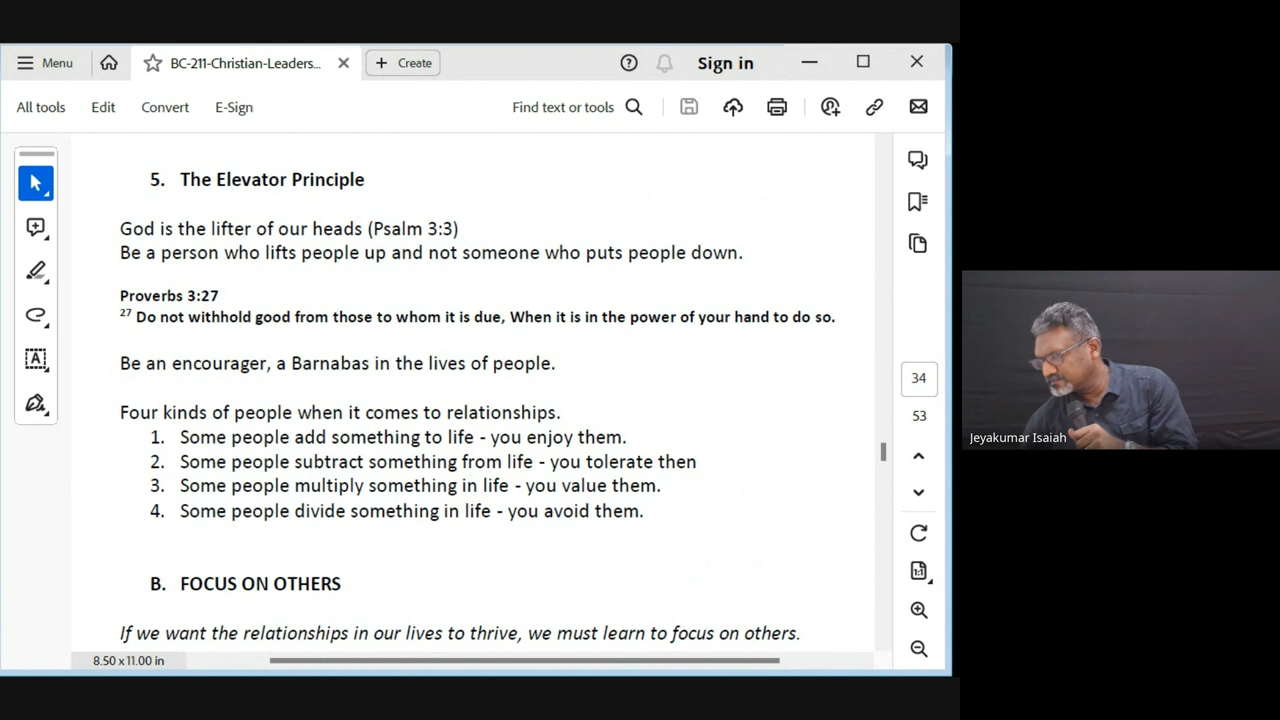 Menu
BC-211-Christian-Leaders...
Create
Sign in
All tools
Edit
Convert
E-Sign
Find text or tools
5. The Elevator Principle
God is the lifter of our heads (Psalm 3:3)
Be a person who lifts people up and not someone who puts people down.
Proverbs 3:27
27 Do not withhold good from those to whom it is due, When it is in the power of your hand to do so.
Be an encourager, a Barnabas in the lives of people.
Four kinds of people when it comes to relationships.
1. Some people add something to life - you enjoy them.
2. Some people subtract something from life - you tolerate then
3. Some people multiply something in life - you value them.
4. Some people divide something in life - you avoid them.
B. FOCUS ON OTHERS
If we want the relationships in our lives to thrive, we must learn to focus on others.
8.50 x 11.00 in
34
53
1:1
Jeyakumar Isaiah